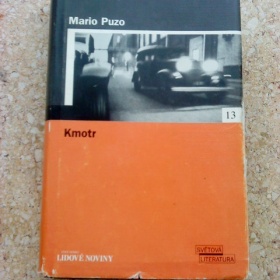 Mario Puzo
13
Kmotr
LIDOVÉ NOVINY
SVĚTOVÁ
LITERATURA